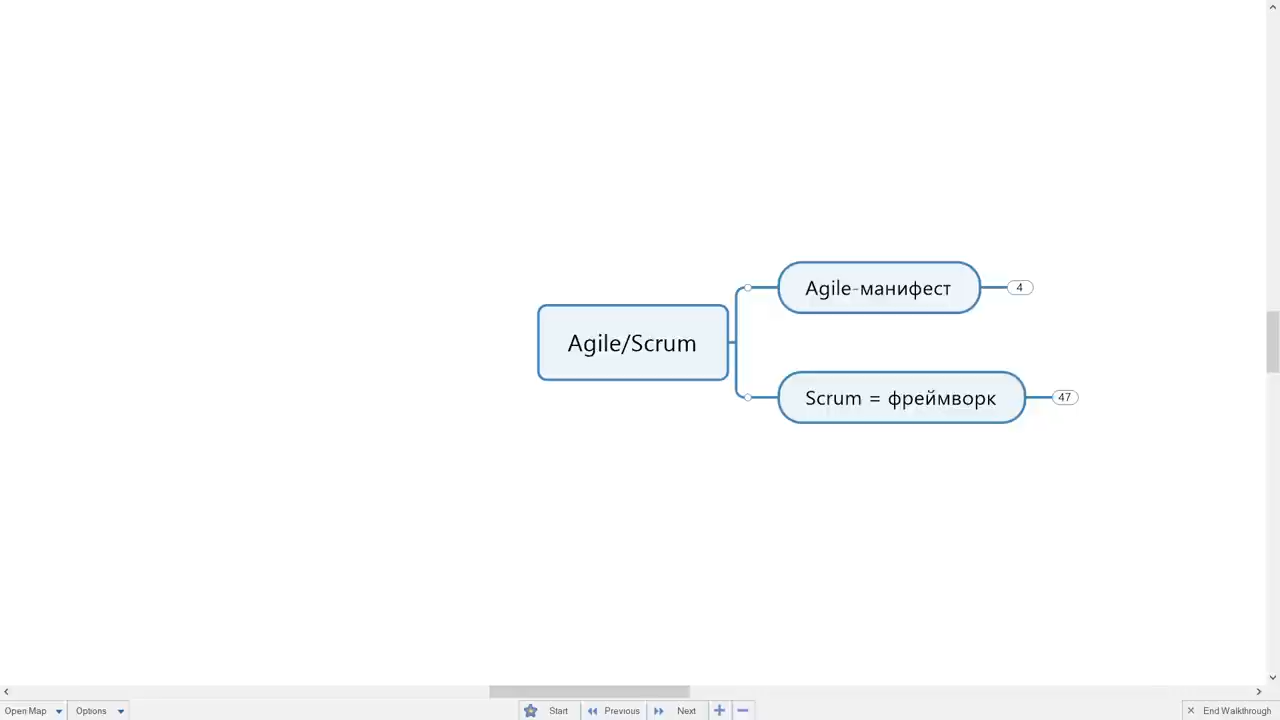 Agile-манифест
4
Agile/Scrum
Scrum = фреймворк
47
Open Map
Options
Start
Previous
Next
End Walkthrough